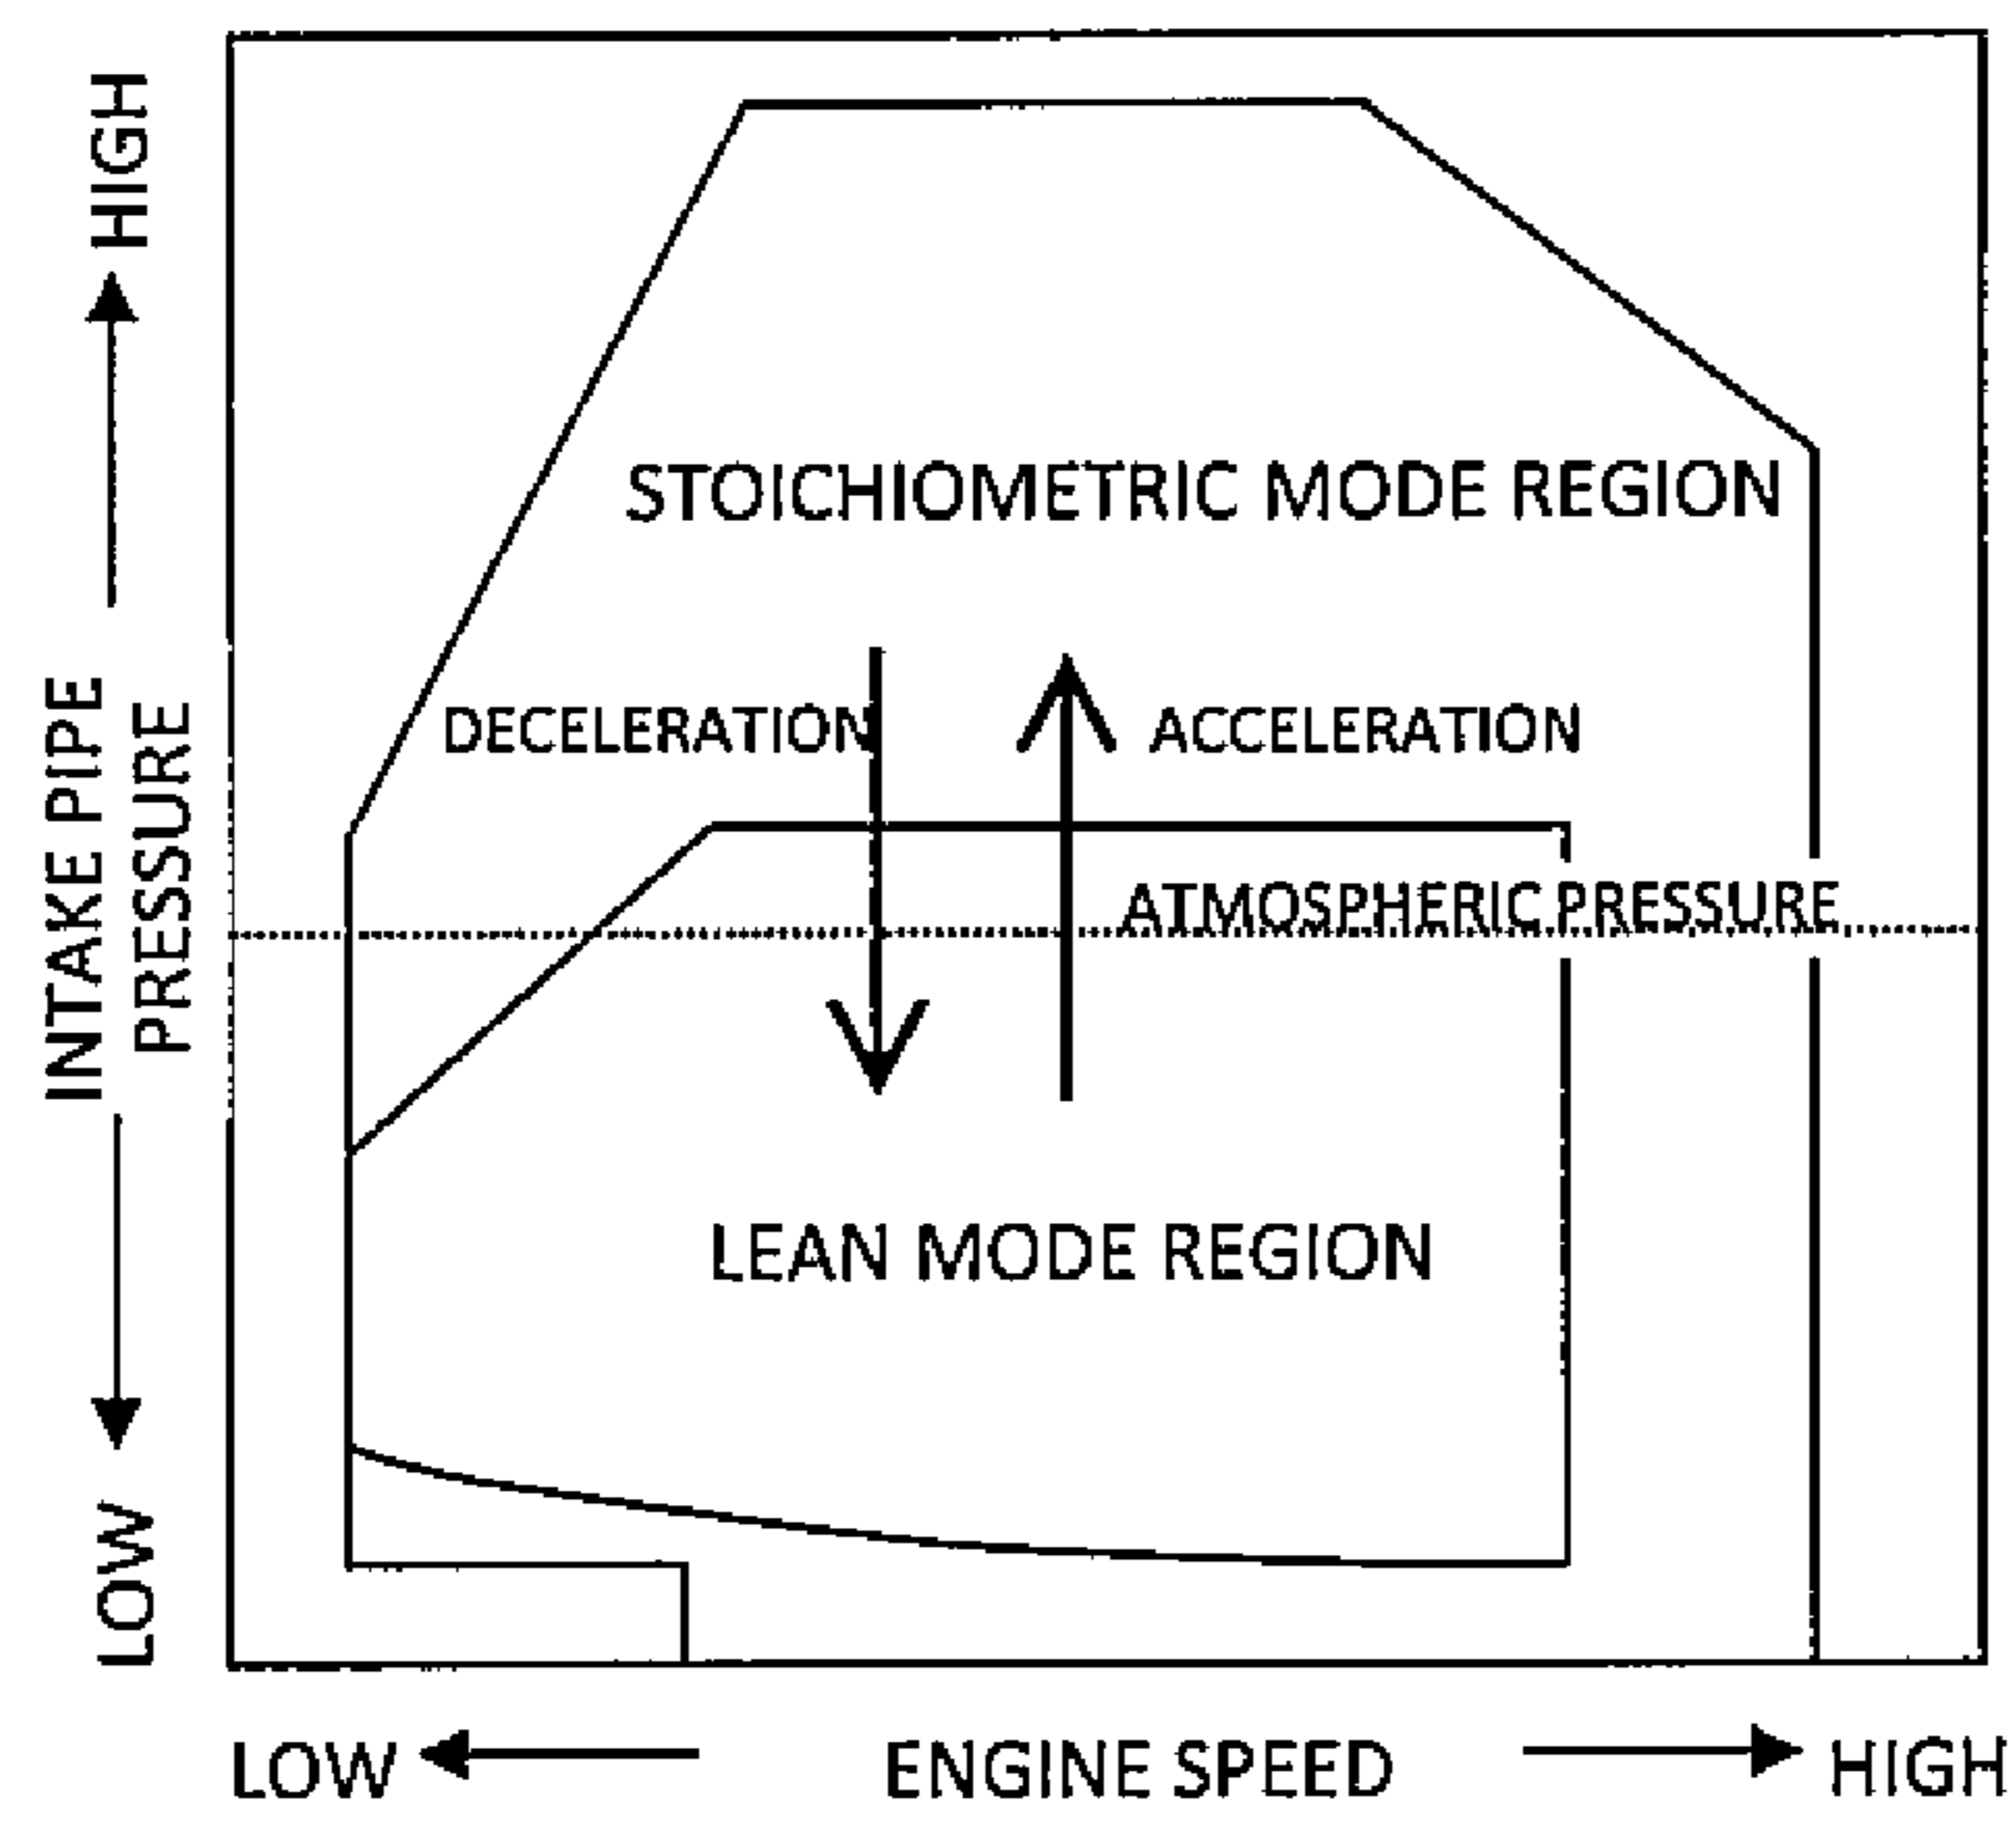 HIGH
INTAKE PIPE
PRESSURE
LOW
STOICHIOMETRIC MODE REGION
DECELERATION
ACCELERATION
ATMOSPHERIC PRESSURE
LEAN MODE REGION
LOW
ENGINE SPEED
HIGH